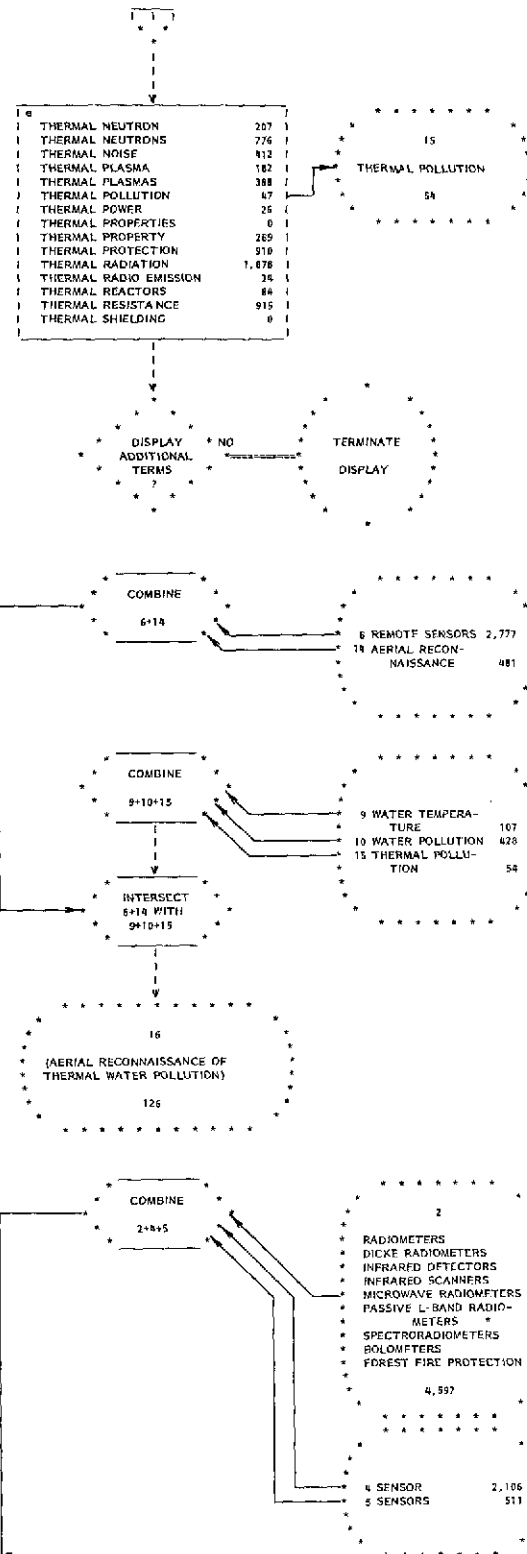 e
THERMAL NEUTRON 207
THERMAL NEUTRONS 776
THERMAL NOISE 412
THERMAL PLASMA 182
THERMAL PLASMAS 388
THERMAL POLLUTION 47
THERMAL POWER 26
THERMAL PROPERTIES 0
THERMAL PROPERTY 269
THERMAL PROTECTION 910
THERMAL RADIATION 1,078
THERMAL RADIO EMISSION
THERMAL REACTORS
THERMAL RESISTANCE 915
THERMAL SHIELDING 0
15
THERMAL POLLUTION
54
DISPLAY
ADDITIONAL
TERMS
?
NO
TERMINATE
DISPLAY
COMBINE
6+14
6 REMOTE SENSORS 2,777
14 AERIAL RECON-
NAISSANCE 481
COMBINE
9+10+15
9 WATER TEMPERA-
TURE 107
10 WATER POLLUTION 428
15 THERMAL POLLU-
TION 54
INTERSECT
6+14 WITH
9+10+15
16
(AERIAL RECONNAISSANCE OF
THERMAL WATER POLLUTION)
126
COMBINE
2+4+5
2
RADIOMETERS
DICKE RADIOMETERS
INFRARED DETECTORS
INFRARED SCANNERS
MICROWAVE RADIOMETERS
PASSIVE L-BAND RADIO-
METERS
SPECTRORADIOMETERS
BOLOMETERS
FOREST FIRE PROTECTION
4,597
4 SENSOR 2,106
5 SENSORS 511